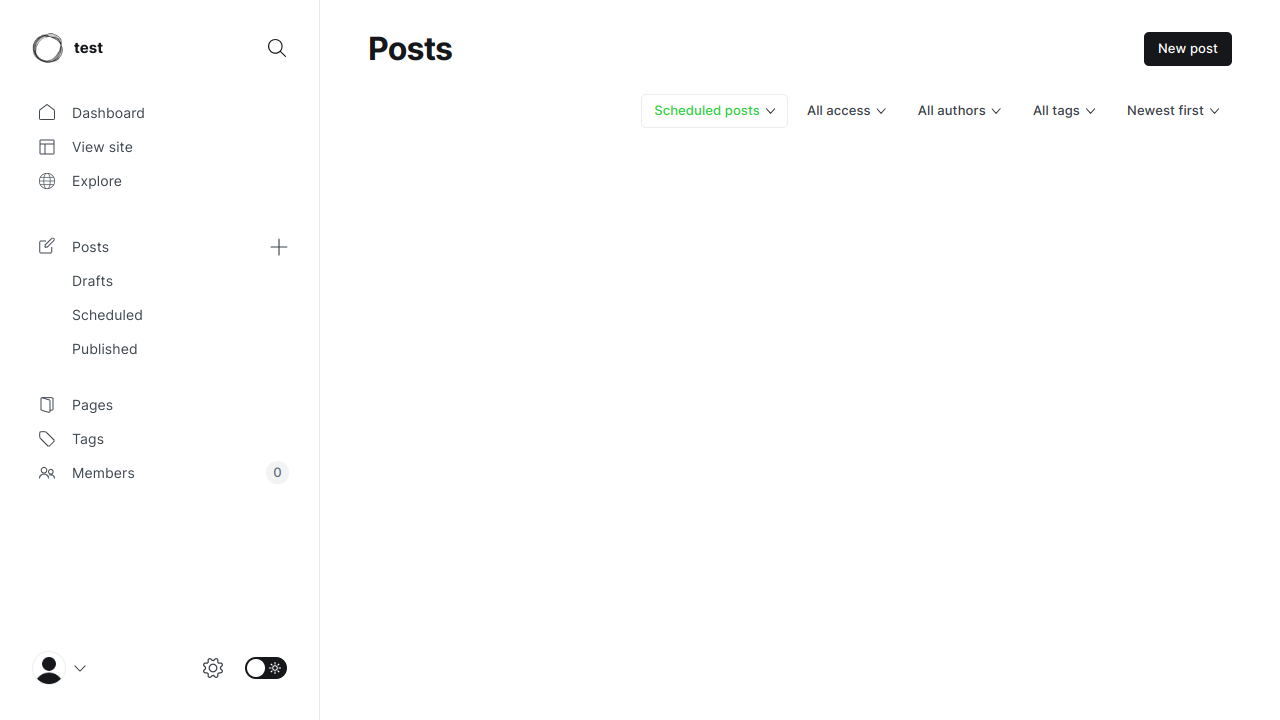 test
Dashboard
View site
Explore
Posts
Drafts
Scheduled
Published
Pages
Tags
Members 0
Posts
New post
Scheduled posts All access All authors All tags Newest first